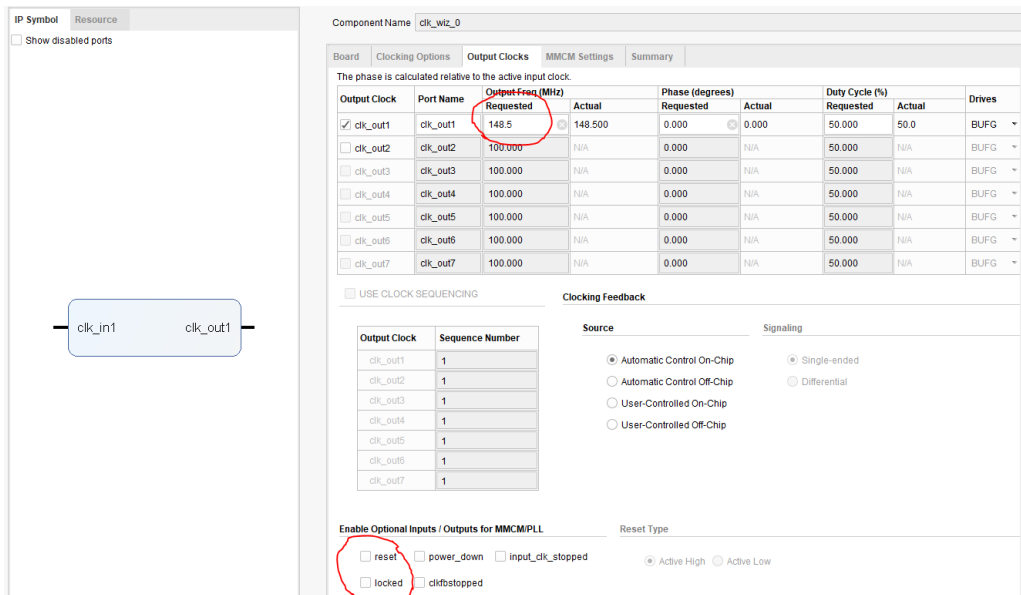 IP Symbol Resource
Show disabled ports
clk_in1 clk_out1
Component Name clk_wiz_0
Board Clocking Options Output Clocks MMCM Settings Summary
The phase is calculated relative to the active input clock.
Output Clock Port Name Output Freq (MHz) Phase (degrees) Duty Cycle (%) Drives
Requested Actual Requested Actual Requested Actual
clk_out1 clk_out1 148.5 148.500 0.000 0.000 50.000 50.0 BUFG
clk_out2 clk_out2 100.000 N/A 0.000 N/A 50.000 N/A BUFG
clk_out3 clk_out3 100.000 N/A 0.000 N/A 50.000 N/A BUFG
clk_out4 clk_out4 100.000 N/A 0.000 N/A 50.000 N/A BUFG
clk_out5 clk_out5 100.000 N/A 0.000 N/A 50.000 N/A BUFG
clk_out6 clk_out6 100.000 N/A 0.000 N/A 50.000 N/A BUFG
clk_out7 clk_out7 100.000 N/A 0.000 N/A 50.000 N/A BUFG
USE CLOCK SEQUENCING
Output Clock Sequence Number
clk_out1 1
clk_out2 1
clk_out3 1
clk_out4 1
clk_out5 1
clk_out6 1
clk_out7 1
Clocking Feedback
Source Signaling
Automatic Control On-Chip Single-ended
Automatic Control Off-Chip Differential
User-Controlled On-Chip
User-Controlled Off-Chip
Enable Optional Inputs / Outputs for MMCM/PLL Reset Type
reset power_down input_clk_stopped Active High Active Low
locked clkfbstopped